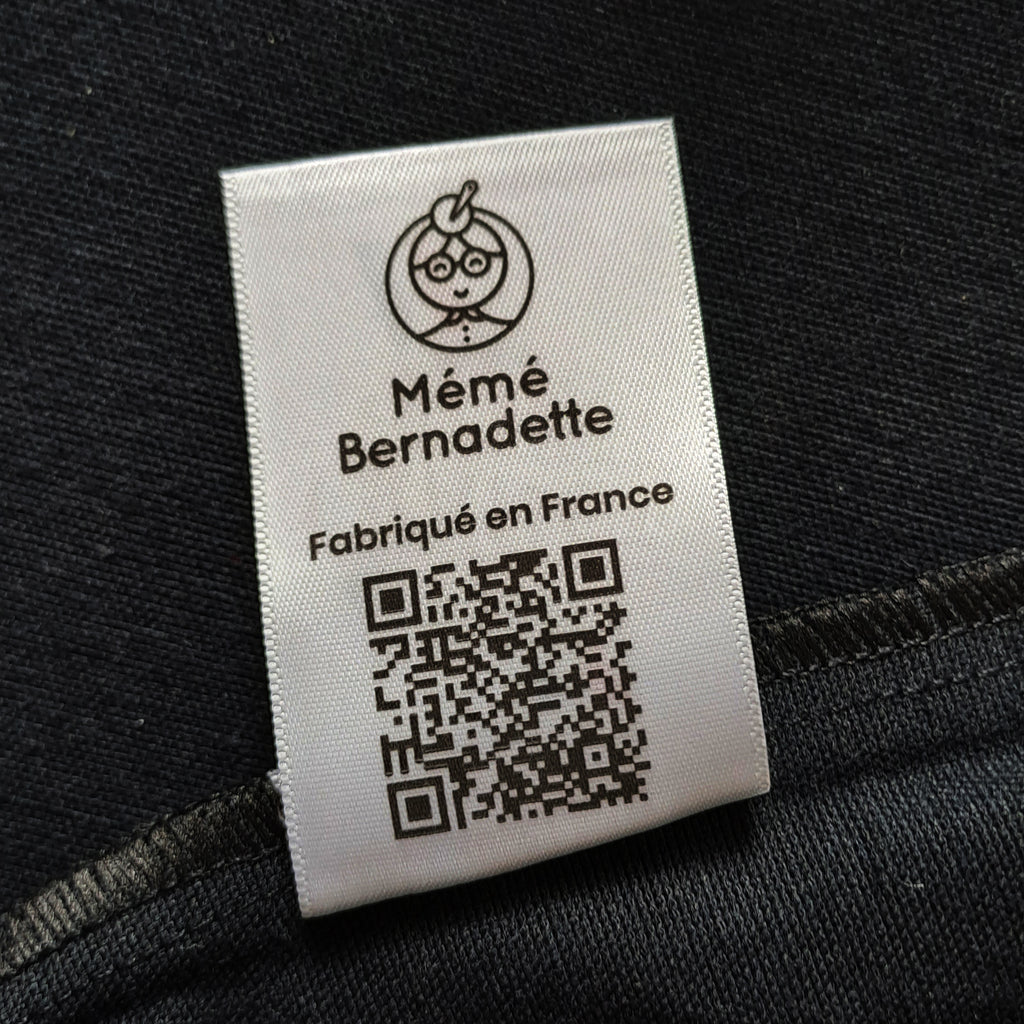 Mémé
Bernadette
Fabriqué en France